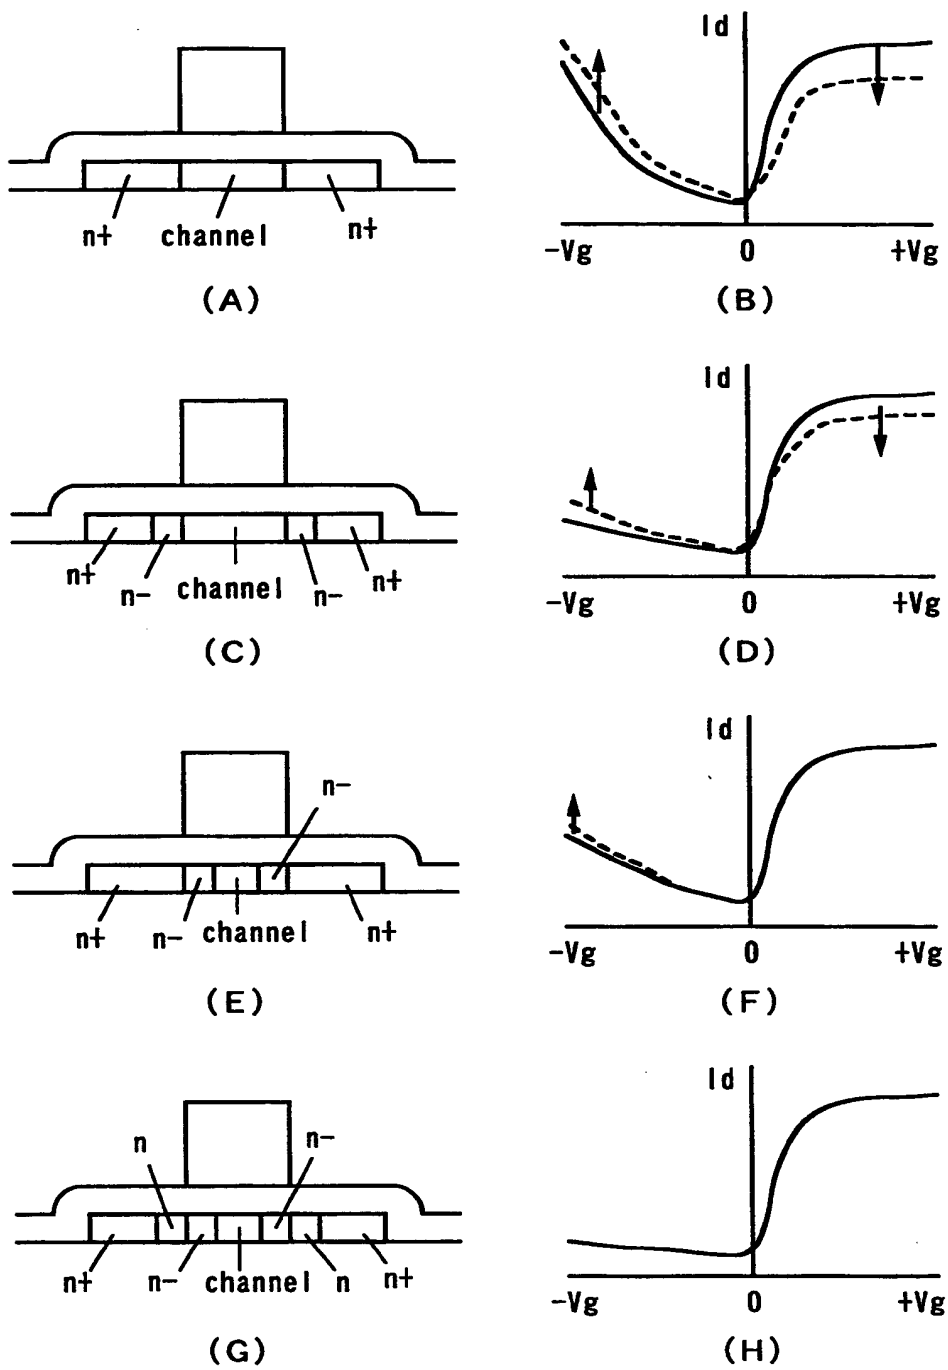 Id
n+ channel n+
-Vg 0 +Vg
(A) (B)
Id
n+ n- channel n- n+
-Vg 0 +Vg
(C) (D)
Id
n-
n+ n- channel n+
-Vg 0 +Vg
(E) (F)
Id
n n-
n+ n- channel n n+
-Vg 0 +Vg
(G) (H)